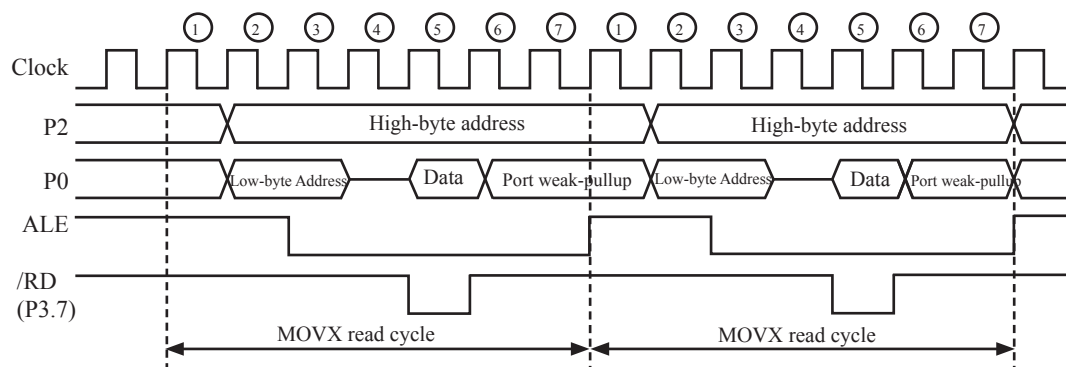 ① ② ③ ④ ⑤ ⑥ ⑦ ① ② ③ ④ ⑤ ⑥ ⑦
Clock
P2 High-byte address High-byte address
P0 Low-byte Address Data Port weak-pullup Low-byte Address Data Port weak-pullup
ALE
/RD
(P3.7)
MOVX read cycle MOVX read cycle